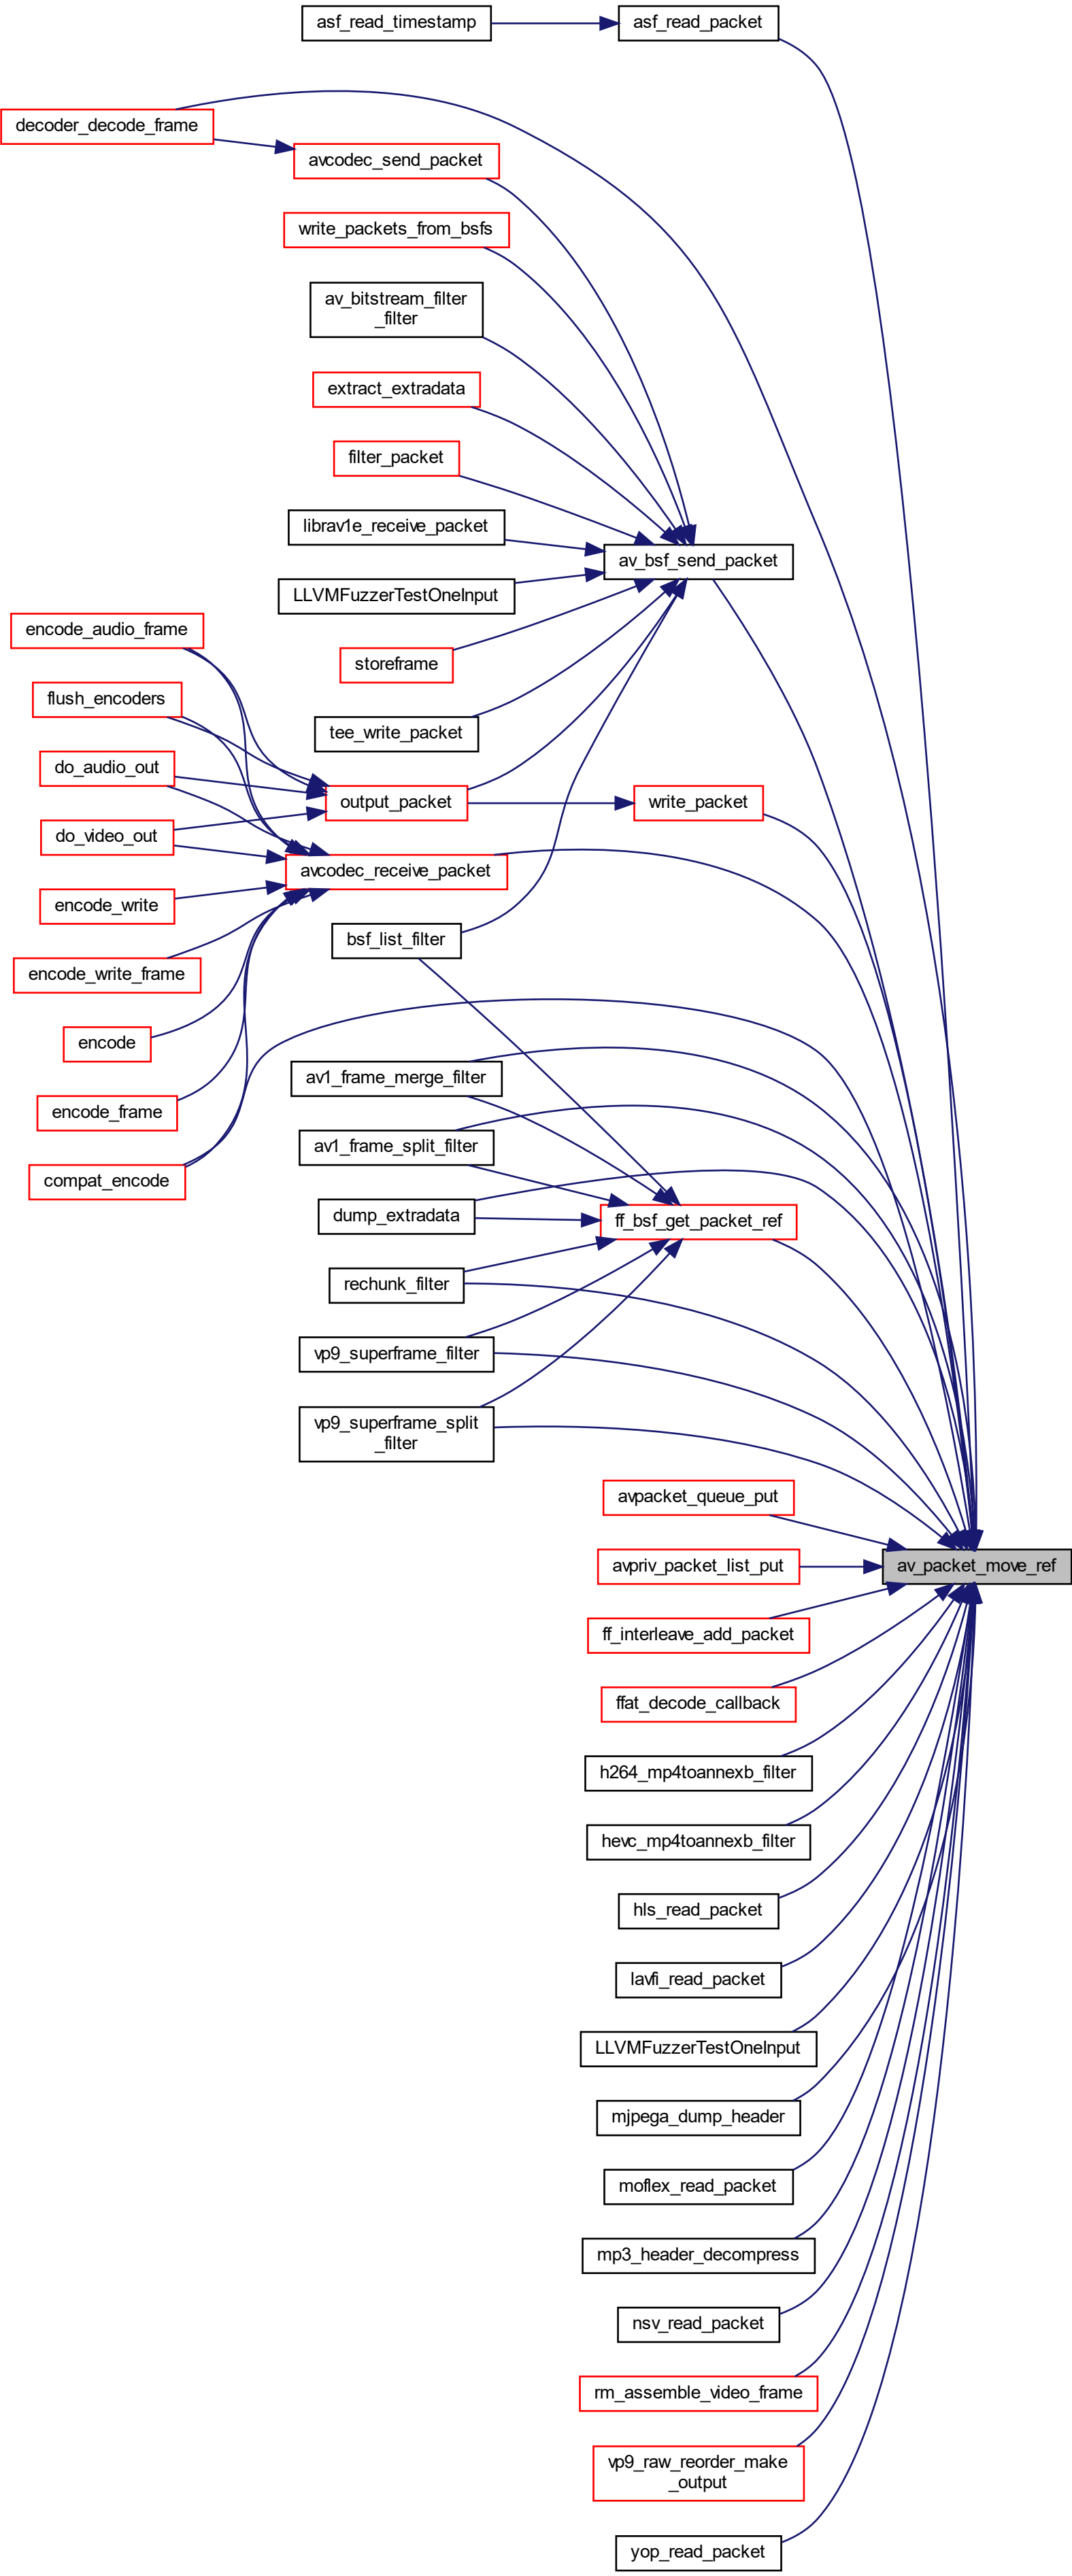 asf_read_timestamp
asf_read_packet
decoder_decode_frame
avcodec_send_packet
write_packets_from_bsfs
av_bitstream_filter
_filter
extract_extradata
filter_packet
librav1e_receive_packet
av_bsf_send_packet
LLVMFuzzerTestOneInput
encode_audio_frame
storeframe
flush_encoders
tee_write_packet
do_audio_out
output_packet
write_packet
do_video_out
avcodec_receive_packet
encode_write
bsf_list_filter
encode_write_frame
encode
av1_frame_merge_filter
encode_frame
av1_frame_split_filter
compat_encode
dump_extradata
ff_bsf_get_packet_ref
rechunk_filter
vp9_superframe_filter
vp9_superframe_split
_filter
avpacket_queue_put
avpriv_packet_list_put
av_packet_move_ref
ff_interleave_add_packet
ffat_decode_callback
h264_mp4toannexb_filter
hevc_mp4toannexb_filter
hls_read_packet
lavfi_read_packet
LLVMFuzzerTestOneInput
mjpega_dump_header
moflex_read_packet
mp3_header_decompress
nsv_read_packet
rm_assemble_video_frame
vp9_raw_reorder_make
_output
yop_read_packet